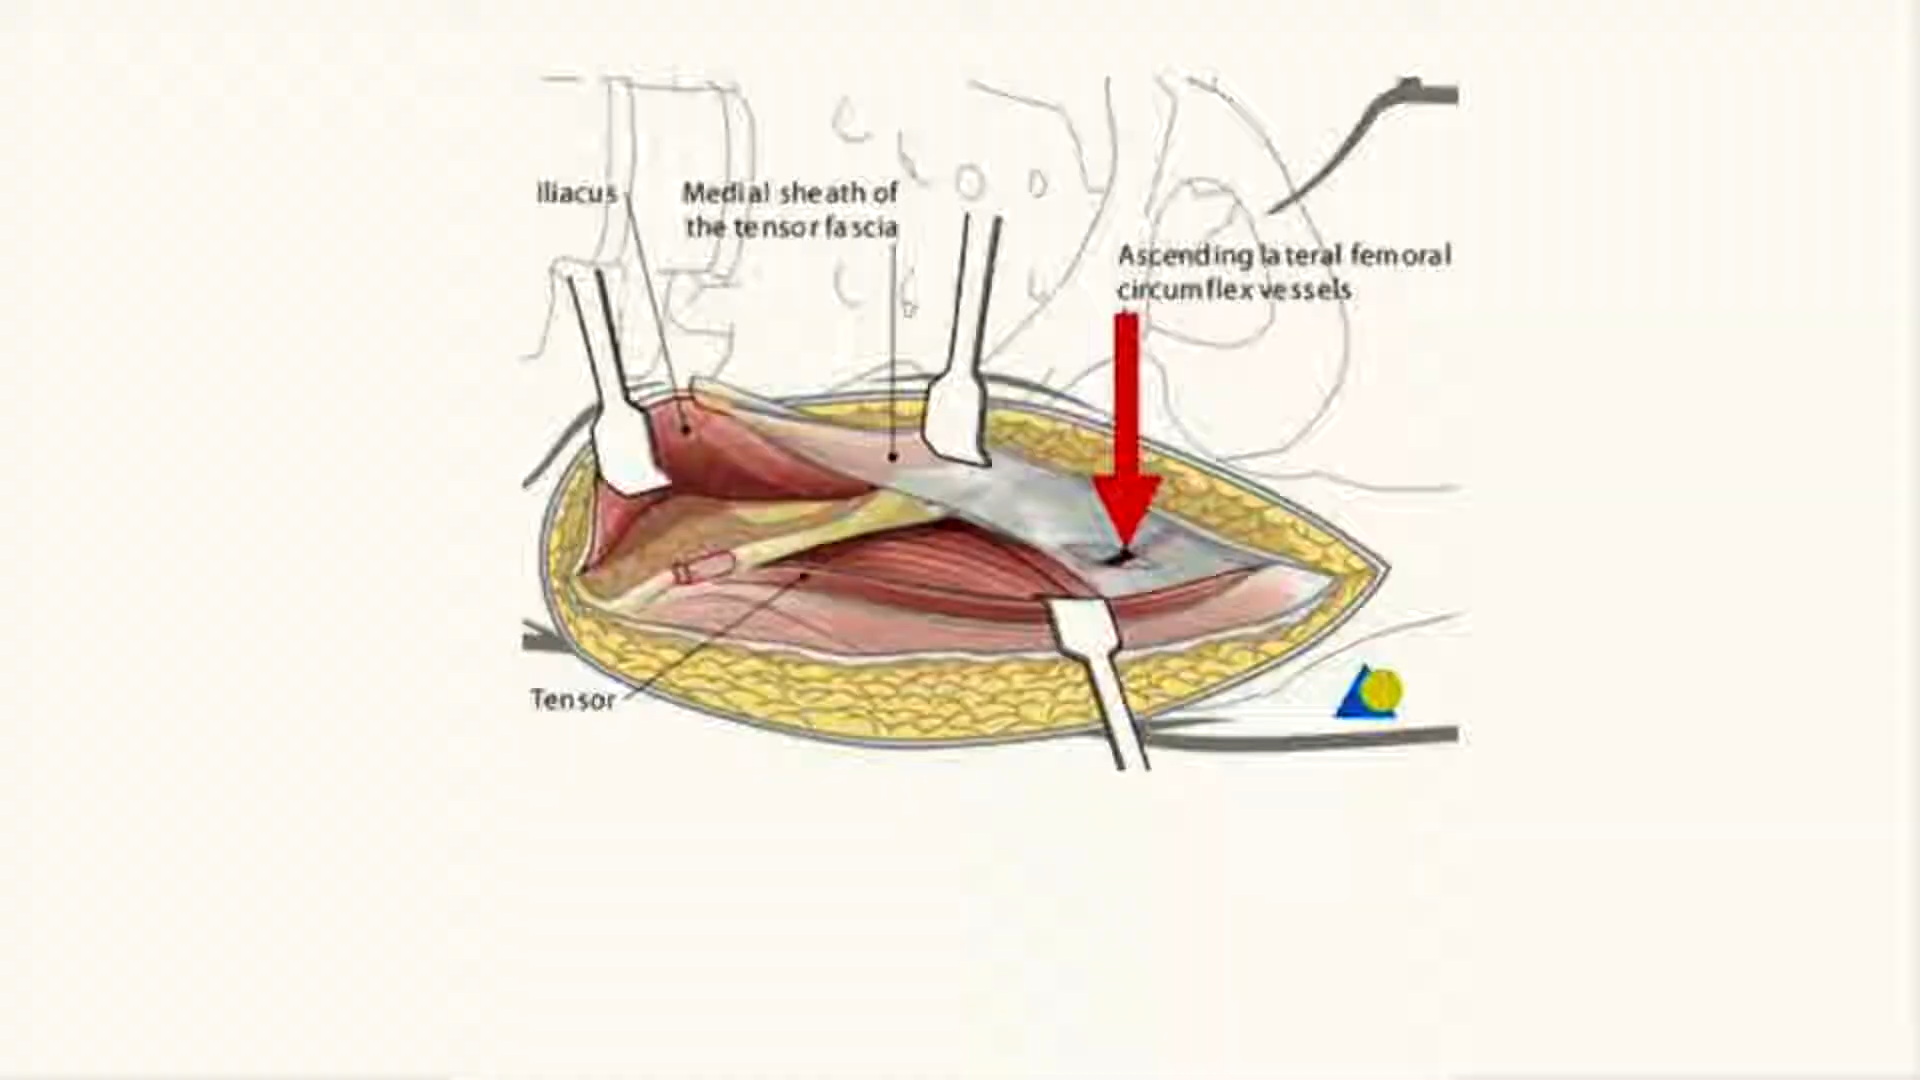 Iliacus
Medial sheath of
the tensor fascia
Ascending lateral femoral
circumflex vessels
Tensor